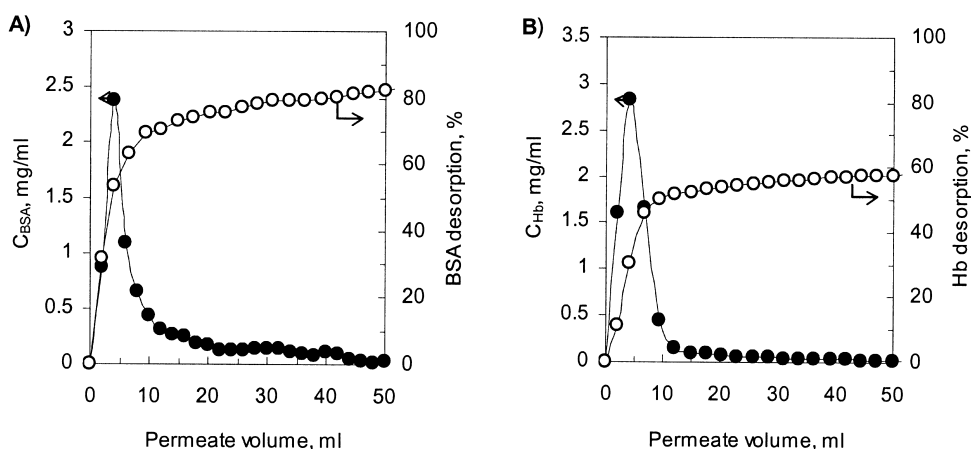 A)
C_BSA, mg/ml
3
2.5
2
1.5
1
0.5
0
100
80
60
40
20
0
BSA desorption, %
0 10 20 30 40 50
Permeate volume, ml
B)
C_Hb, mg/ml
3.5
3
2.5
2
1.5
1
0.5
0
100
80
60
40
20
0
Hb desorption, %
0 10 20 30 40 50
Permeate volume, ml